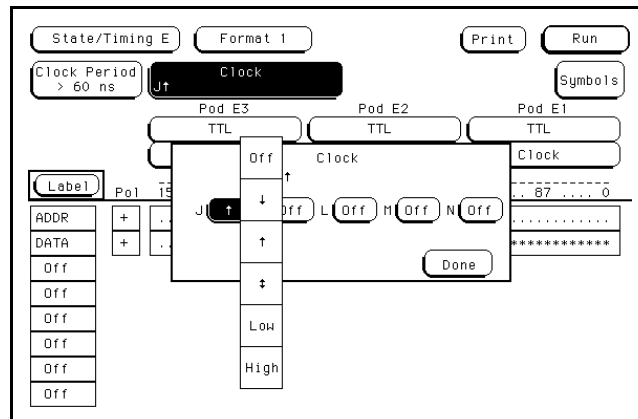 State/Timing E Format 1 Print Run
Clock Period > 60 ns
Clock
J↑
Symbols
Pod E3 Pod E2 Pod E1
TTL TTL TTL
Clock
Label Pol 15 .. 87 .... 0
ADDR + .. ............
DATA + .. ************
Off
Off
Off
Off
Off
Off
Clock
↑
J ↑ Off L Off M Off N Off
Done
Off
↓
↑
↕
Low
High